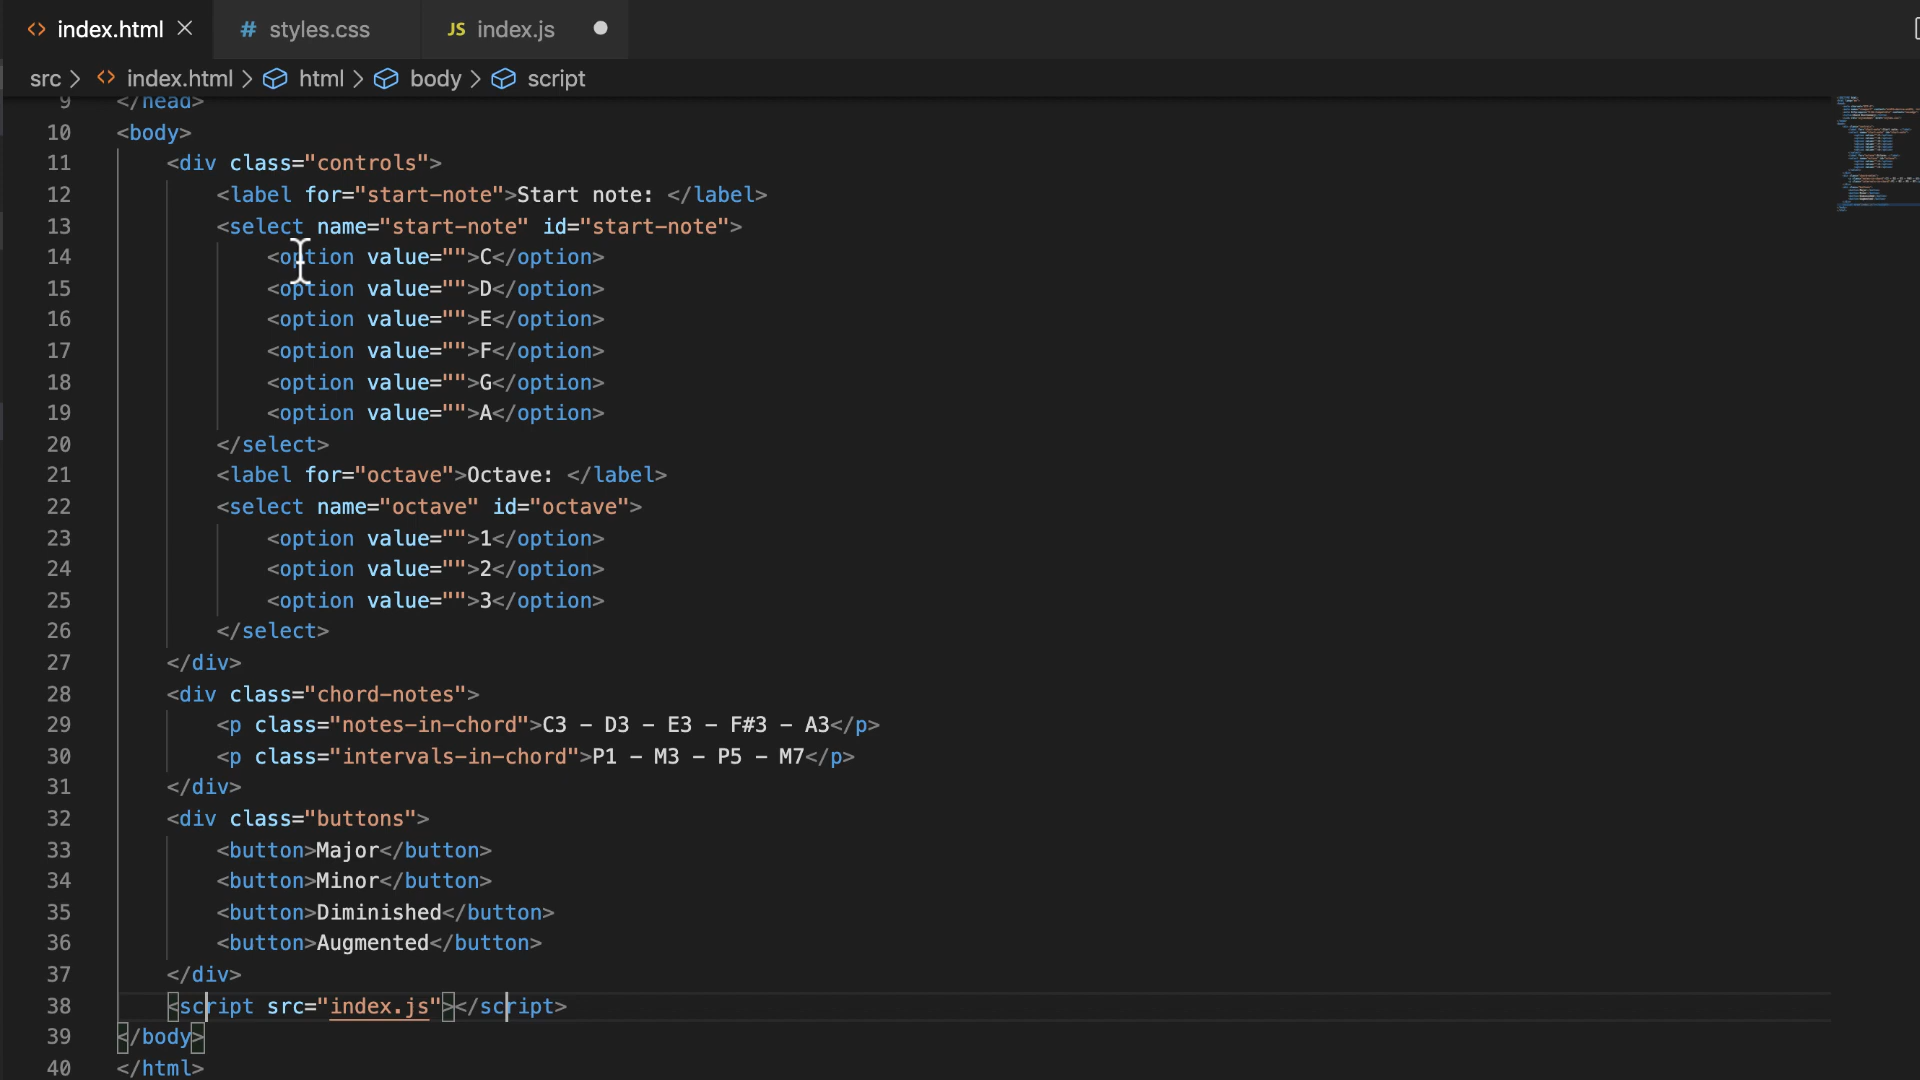 index.html
# styles.css
JS index.js
src > index.html > html > body > script
9 </head>
10 <body>
11 <div class="controls">
12 <label for="start-note">Start note: </label>
13 <select name="start-note" id="start-note">
14 <option value="">C</option>
15 <option value="">D</option>
16 <option value="">E</option>
17 <option value="">F</option>
18 <option value="">G</option>
19 <option value="">A</option>
20 </select>
21 <label for="octave">Octave: </label>
22 <select name="octave" id="octave">
23 <option value="">1</option>
24 <option value="">2</option>
25 <option value="">3</option>
26 </select>
27 </div>
28 <div class="chord-notes">
29 <p class="notes-in-chord">C3 – D3 – E3 – F#3 – A3</p>
30 <p class="intervals-in-chord">P1 – M3 – P5 – M7</p>
31 </div>
32 <div class="buttons">
33 <button>Major</button>
34 <button>Minor</button>
35 <button>Diminished</button>
36 <button>Augmented</button>
37 </div>
38 <script src="index.js"></script>
39 </body>
40 </html>